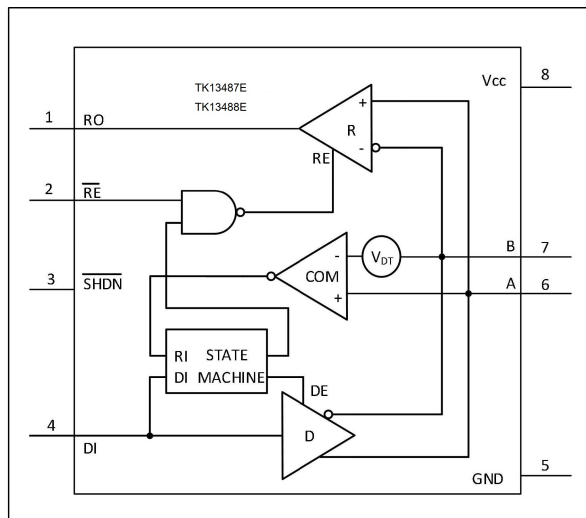 TK13487E
TK13488E
Vcc
8
1
RO
+
R
-
RE
2
RE
B
7
-
VDT
COM
+
A
6
3
SHDN
RI STATE
DI MACHINE
DE
4
DI
D
5
GND